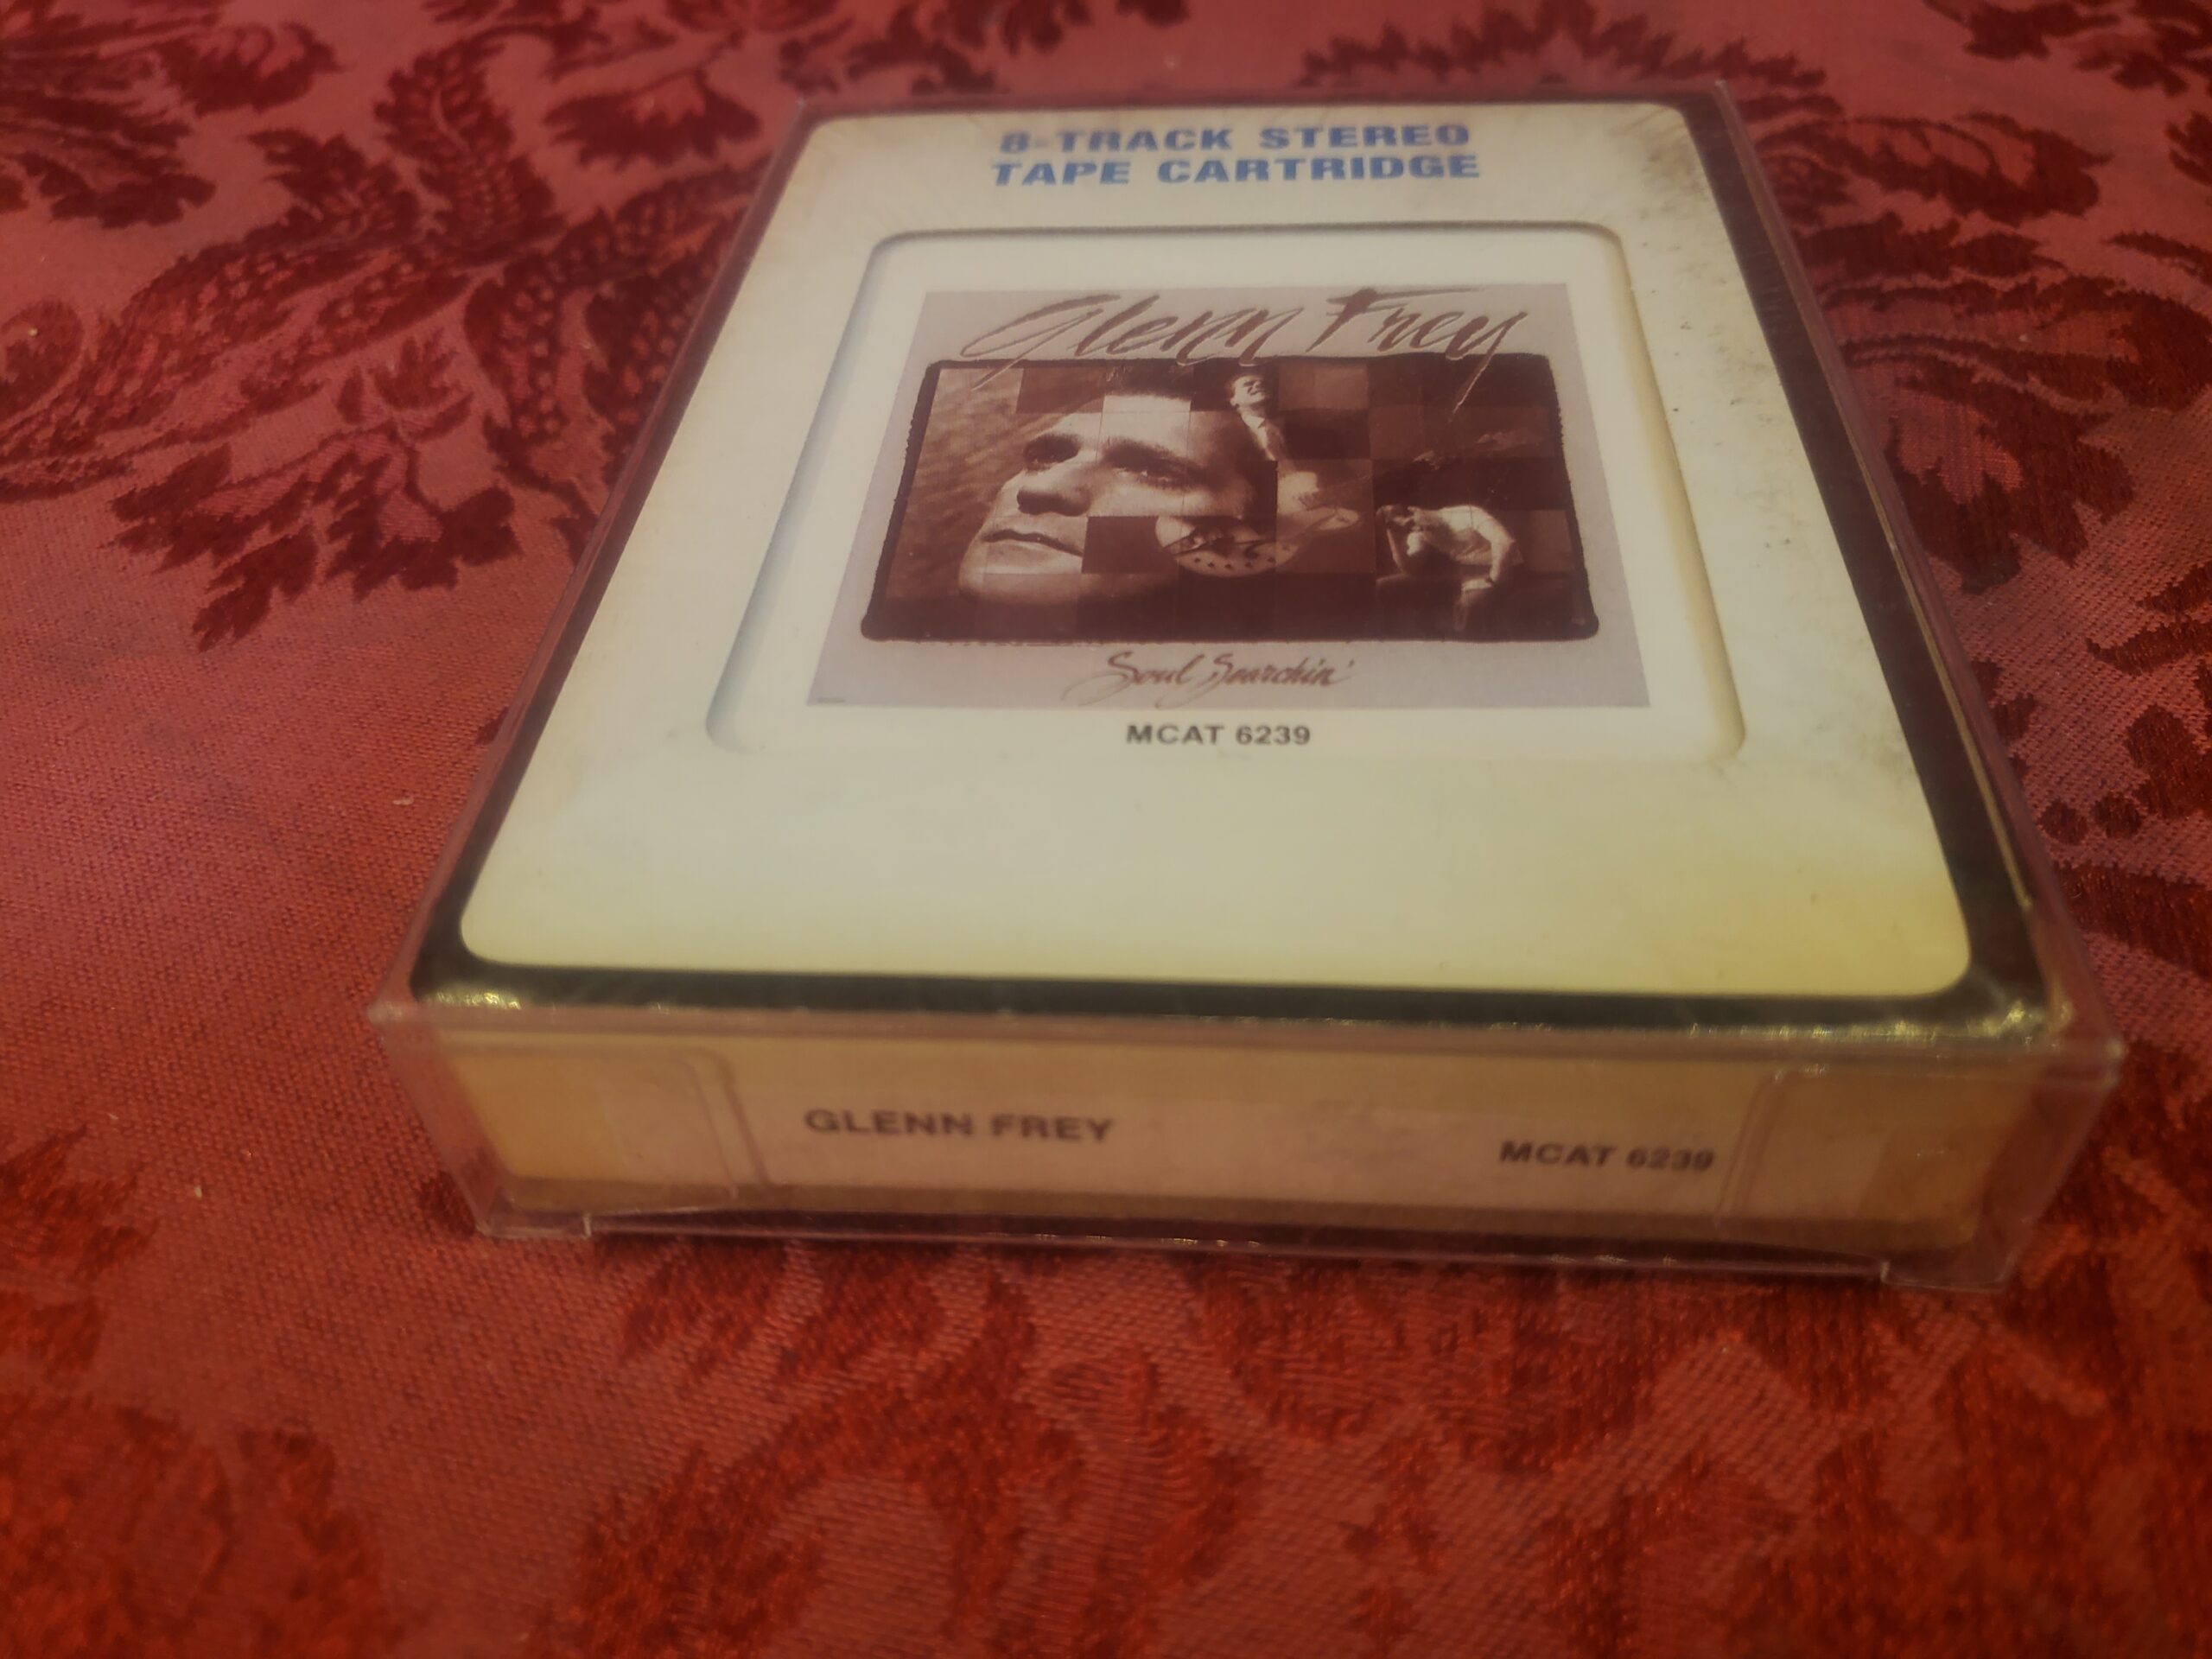 8-TRACK STEREO
TAPE CARTRIDGE
Glenn Frey
Soul Searchin'
MCAT 6239
GLENN FREY
MCAT 6239